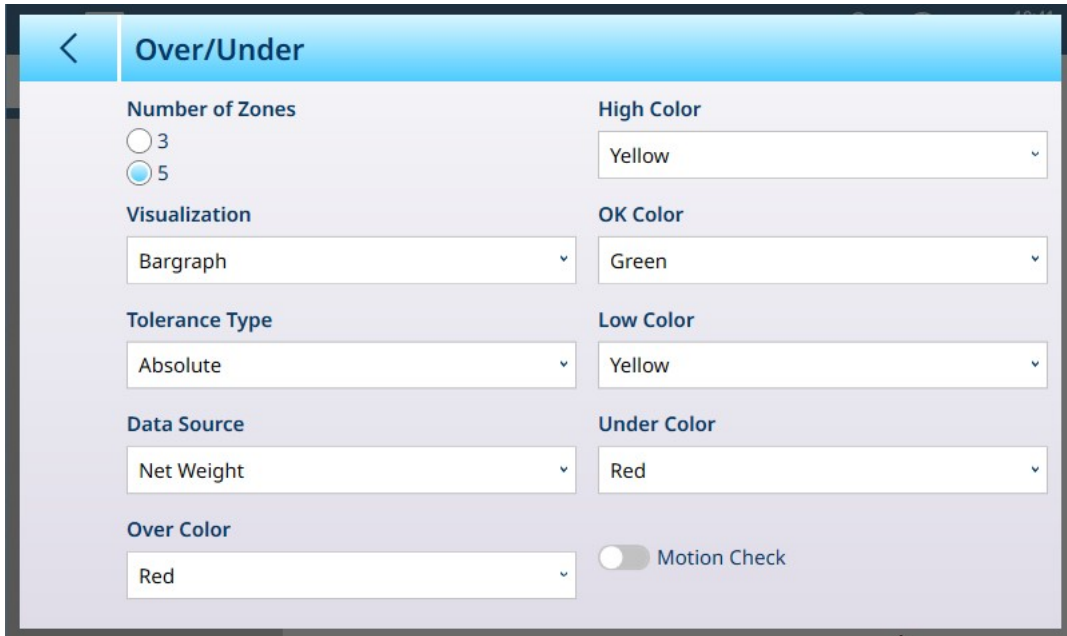 Over/Under
Number of Zones
3
5
Visualization
Bargraph
Tolerance Type
Absolute
Data Source
Net Weight
Over Color
Red
High Color
Yellow
OK Color
Green
Low Color
Yellow
Under Color
Red
Motion Check